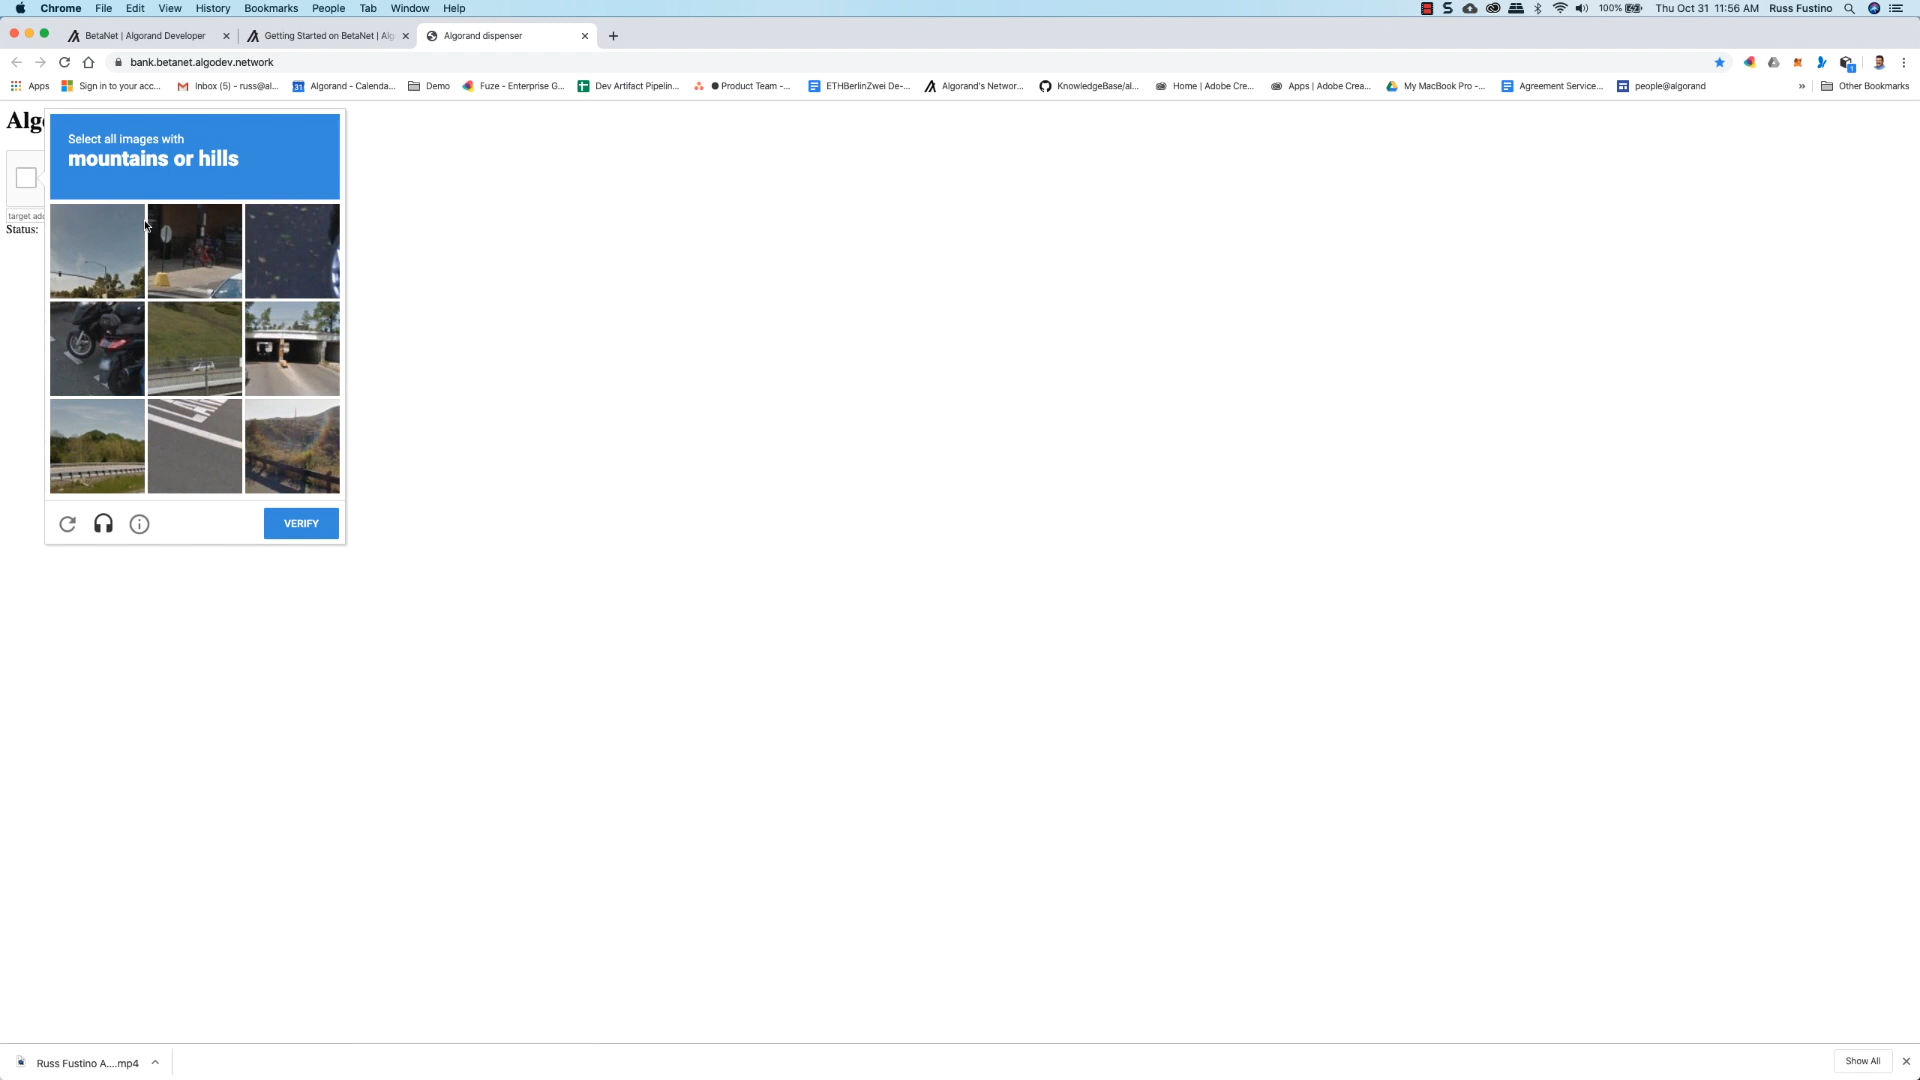 Chrome File Edit View History Bookmarks People Tab Window Help 100% Thu Oct 31 11:56 AM Russ Fustino
BetaNet | Algorand Developer Getting Started on BetaNet | Alg Algorand dispenser
bank.betanet.algodev.network
Apps Sign in to your acc... Inbox (5) - russ@al... Algorand - Calenda... Demo Fuze - Enterprise G... Dev Artifact Pipelin... Product Team -... ETHBerlinZwei De-... Algorand's Networ... KnowledgeBase/al... Home | Adobe Cre... Apps | Adobe Crea... My MacBook Pro -... Agreement Service... people@algorand » Other Bookmarks
Algo
Select all images with
mountains or hills
target add
Status:
VERIFY
Russ Fustino A....mp4 Show All